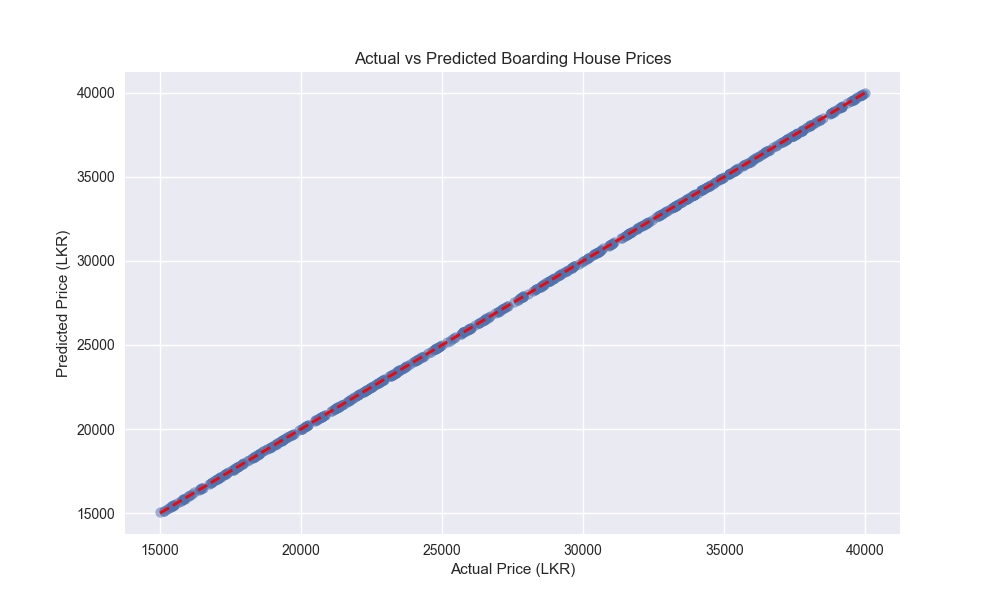 Actual vs Predicted Boarding House Prices
40000
35000
30000
25000
20000
15000
Predicted Price (LKR)
15000 20000 25000 30000 35000 40000
Actual Price (LKR)